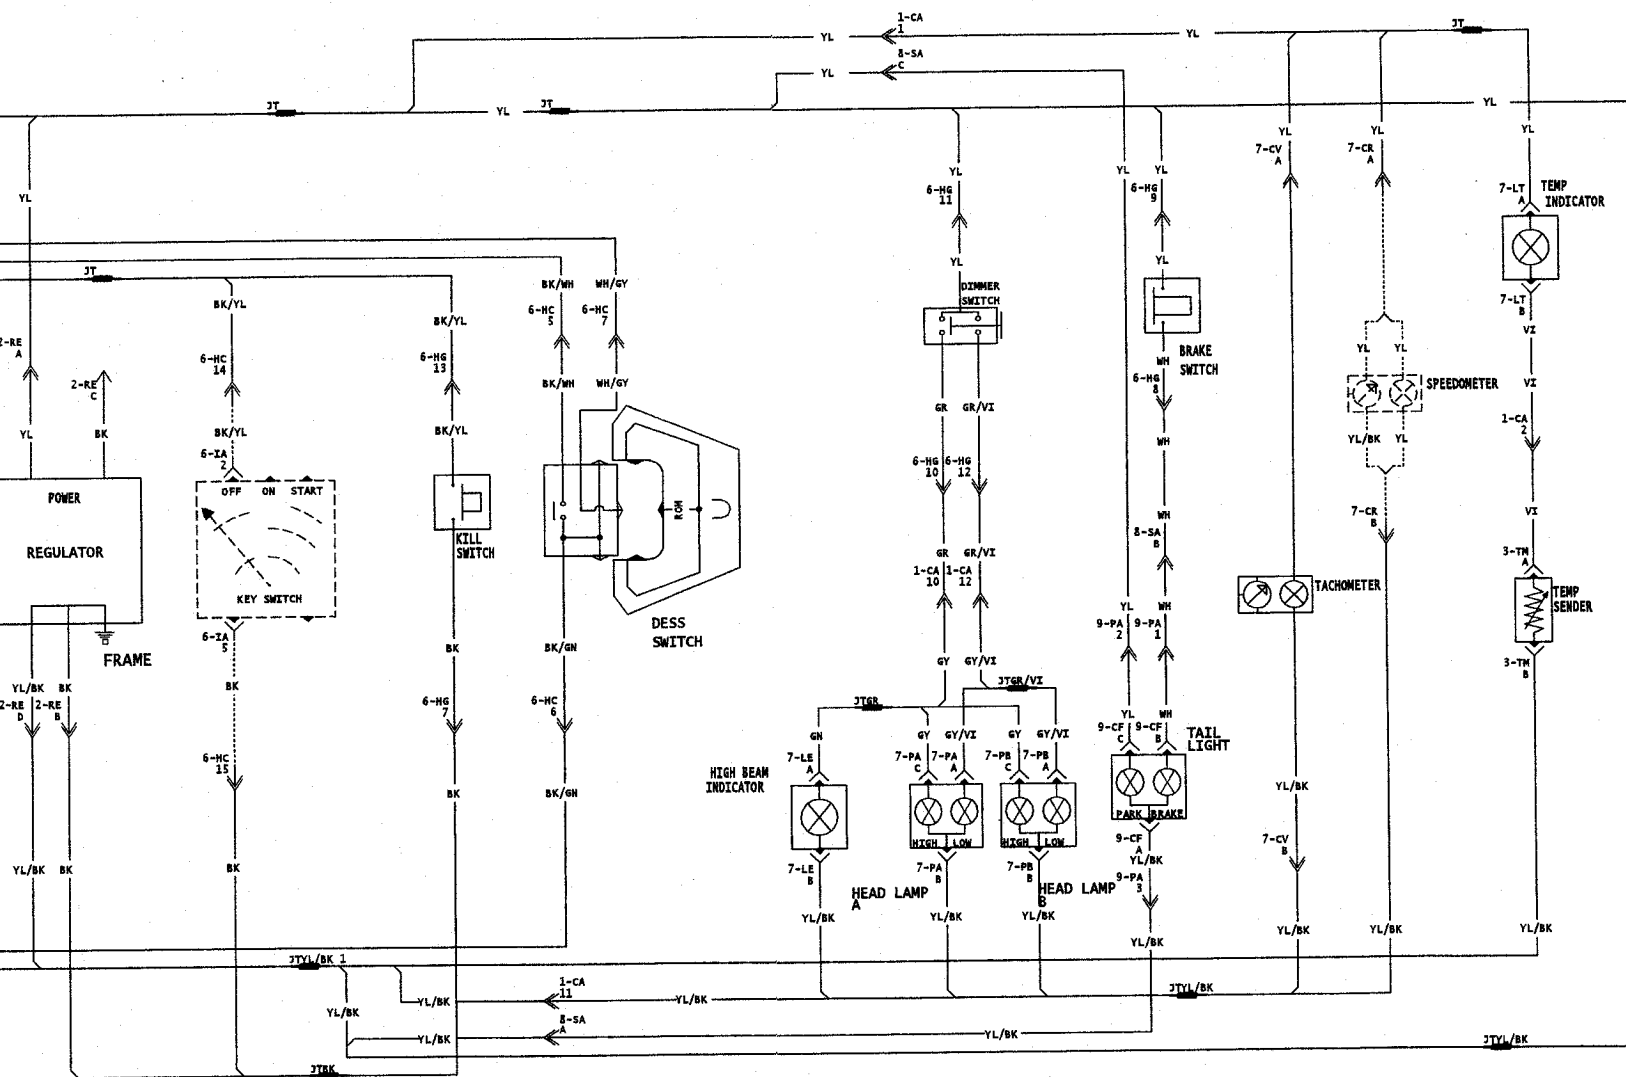 1-CA
1
YL
YL
JT
8-SA
C
YL
JT
YL
JT
YL
YL
YL
YL
7-CV
A
7-CR
A
YL
YL
YL
YL
YL
6-HG
11
6-HG
9
7-LT
A
TEMP
INDICATOR
YL
YL
JT
BK/WH
WH/GY
BK/YL
6-HC
5
6-HC
7
BK/YL
DIMMER
SWITCH
7-LT
B
VI
2-RE
A
6-HC
14
6-HG
13
BRAKE
SWITCH
WH
6-HG
8
YL
YL
SPEEDOMETER
VI
2-RE
C
BK/WH
WH/GY
GR
GR/VI
1-CA
2
YL
BK
BK/YL
BK/YL
WH
YL/BK
YL
6-IA
2
6-HG
10
6-HG
12
OFF
ON
START
POWER
REGULATOR
ROM
KILL
SWITCH
WH
8-SA
B
7-CR
B
VI
GR
GR/VI
3-TM
A
1-CA
10
1-CA
12
TACHOMETER
TEMP
SENDER
KEY SWITCH
YL
WH
9-PA
2
9-PA
1
DESS
SWITCH
6-IA
5
FRAME
BK
BK/GN
GY
GY/VI
3-TM
B
YL/BK
BK
BK
JTGR/VI
2-RE
D
2-RE
B
6-HG
7
6-HC
6
JTGR
YL
WH
GN
GY
GY/VI
GY
GY/VI
9-CF
C
9-CF
B
TAIL
LIGHT
6-HC
15
HIGH BEAM
INDICATOR
7-LE
A
7-PA
C
7-PA
A
7-PB
C
7-PB
A
BK
BK/GN
YL/BK
PARK
BRAKE
HIGH
LOW
HIGH
LOW
9-CF
A
YL/BK
7-CV
B
YL/BK
BK
BK
7-LE
B
7-PA
B
7-PB
B
9-PA
3
HEAD LAMP
A
HEAD LAMP
B
YL/BK
YL/BK
YL/BK
YL/BK
YL/BK
YL/BK
YL/BK
JTYL/BK 1
1-CA
11
YL/BK
YL/BK
JTYL/BK
YL/BK
8-SA
A
YL/BK
YL/BK
JTYL/BK
JTBK